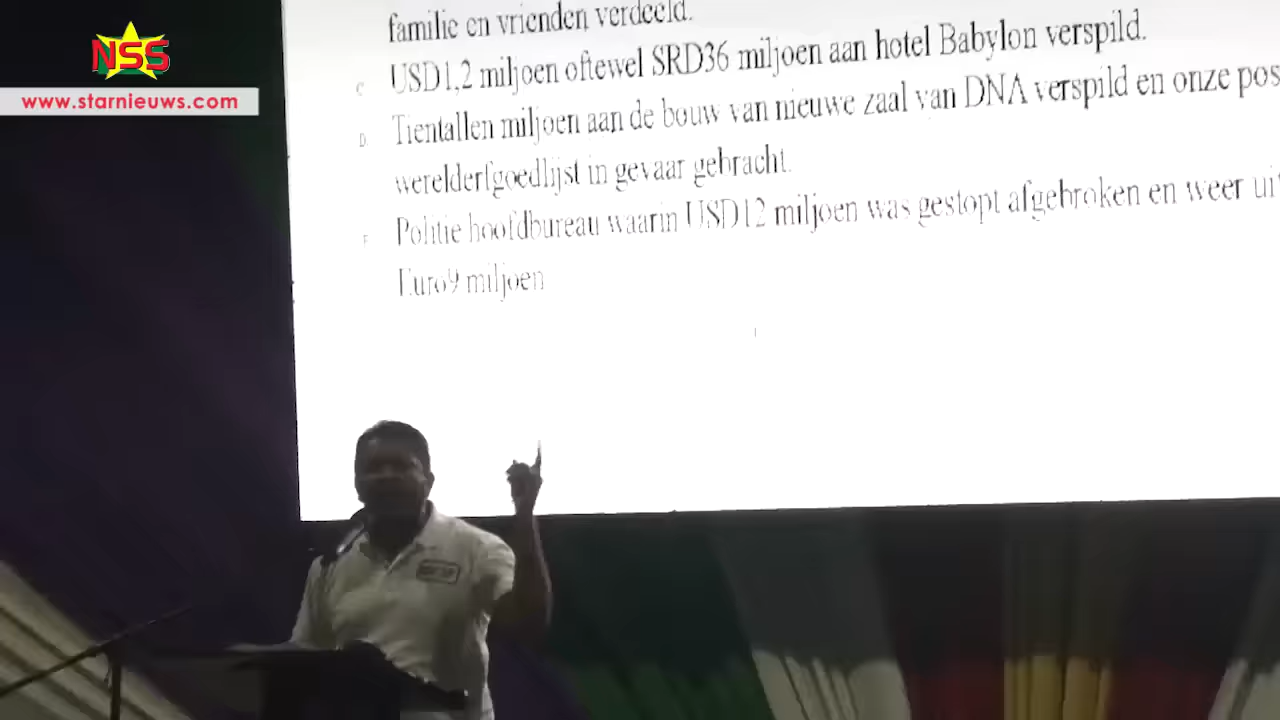 NSS
www.starnieuws.com
familie en vrienden verdeeld.
C. USD1,2 miljoen oftewel SRD36 miljoen aan hotel Babylon verspild.
D. Tientallen miljoen aan de bouw van nieuwe zaal van DNA verspild en onze pos
werelderfgoedlijst in gevaar gebracht.
Politie hoofdbureau waarin USD12 miljoen was gestopt afgebroken en weer uit
Euro9 miljoen